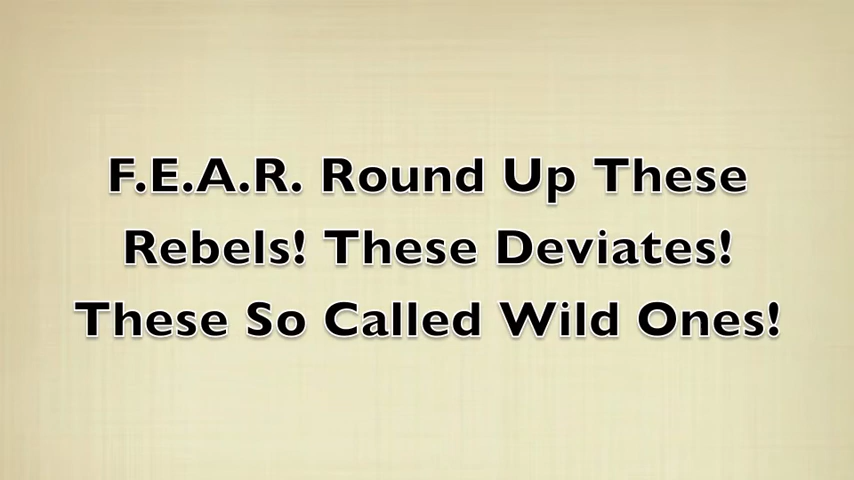 F.E.A.R. Round Up These
Rebels! These Deviates!
These So Called Wild Ones!